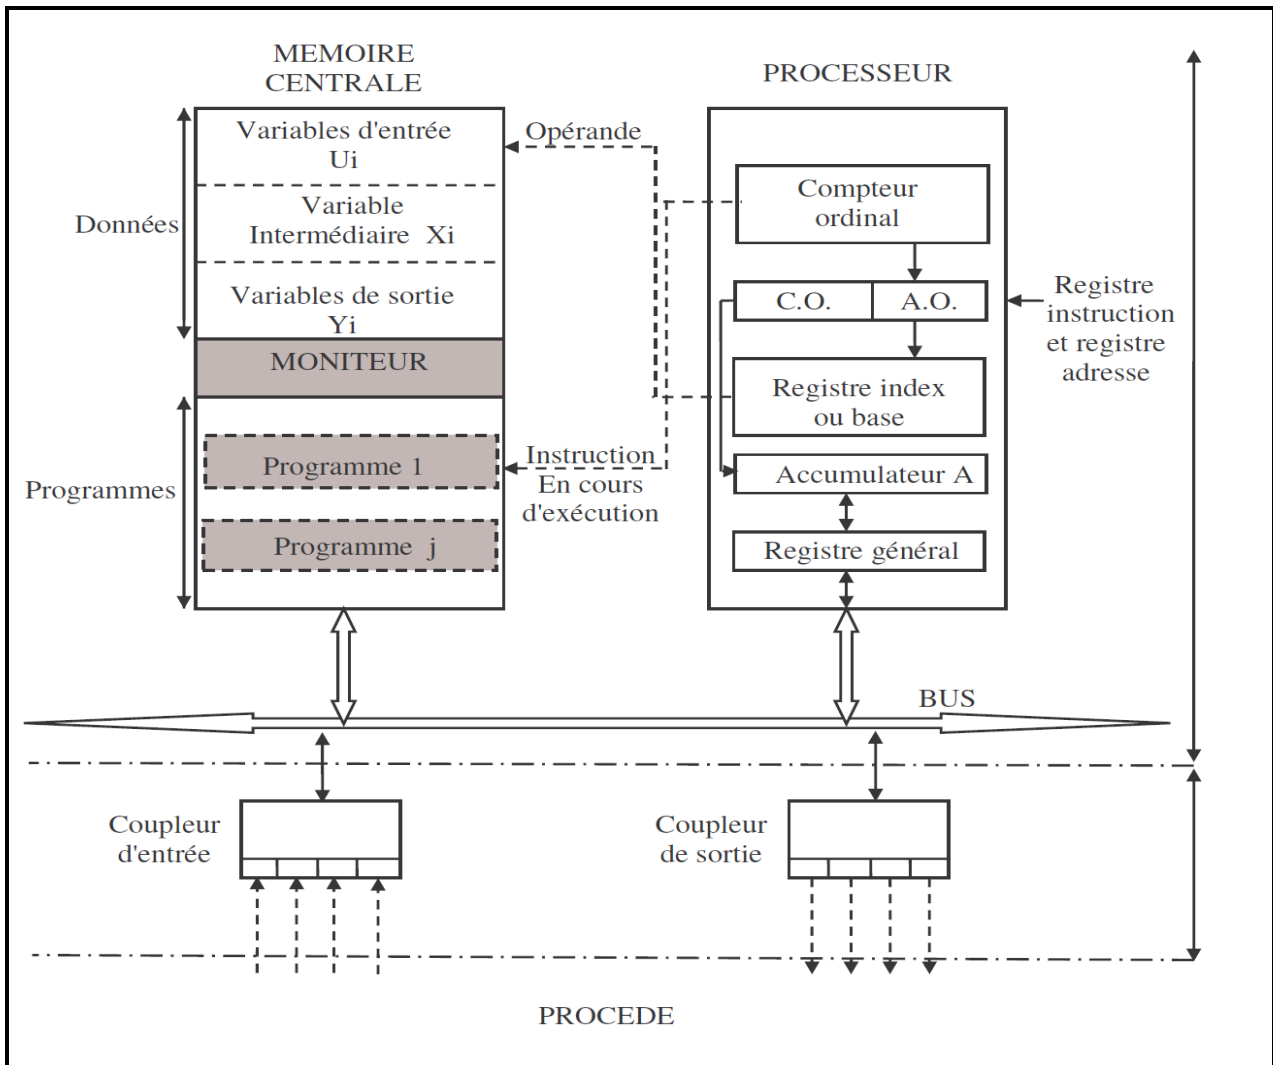 MEMOIRE
CENTRALE
PROCESSEUR
Variables d'entrée
Ui
Opérande
Variable
Intermédiaire Xi
Données
Variables de sortie
Yi
MONITEUR
Programme 1
Programmes
Programme j
Instruction
En cours
d'exécution
Compteur
ordinal
C.O.
A.O.
Registre
instruction
et registre
adresse
Registre index
ou base
Accumulateur A
Registre général
BUS
Coupleur
d'entrée
Coupleur
de sortie
PROCEDE